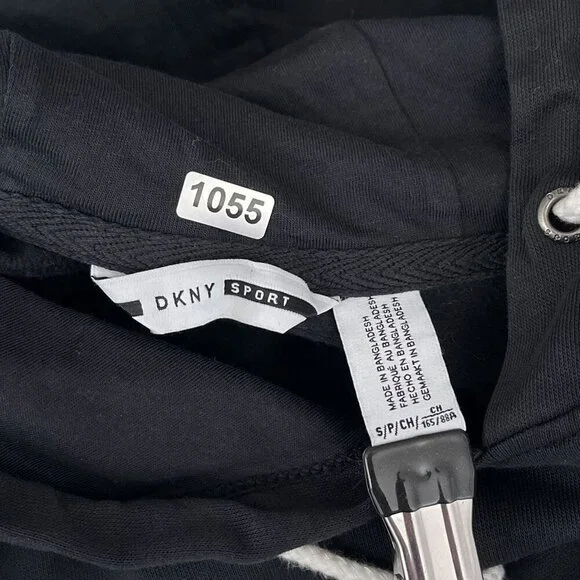 1055
DKNY SPORT
MADE IN BANGLADESH
FABRIQUÉ AU BANGLADESH
HECHO EN BANGLADESH
GEMAAKT IN BANGLADESH
S/P/CH/ CH 165/88A